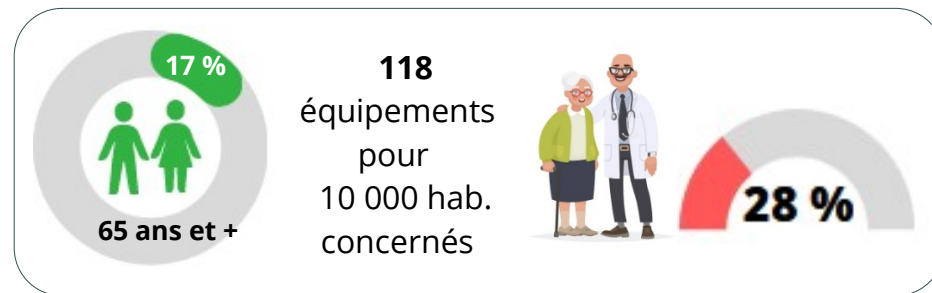 17 %
65 ans et +
118
équipements
pour
10 000 hab.
concernés
28 %